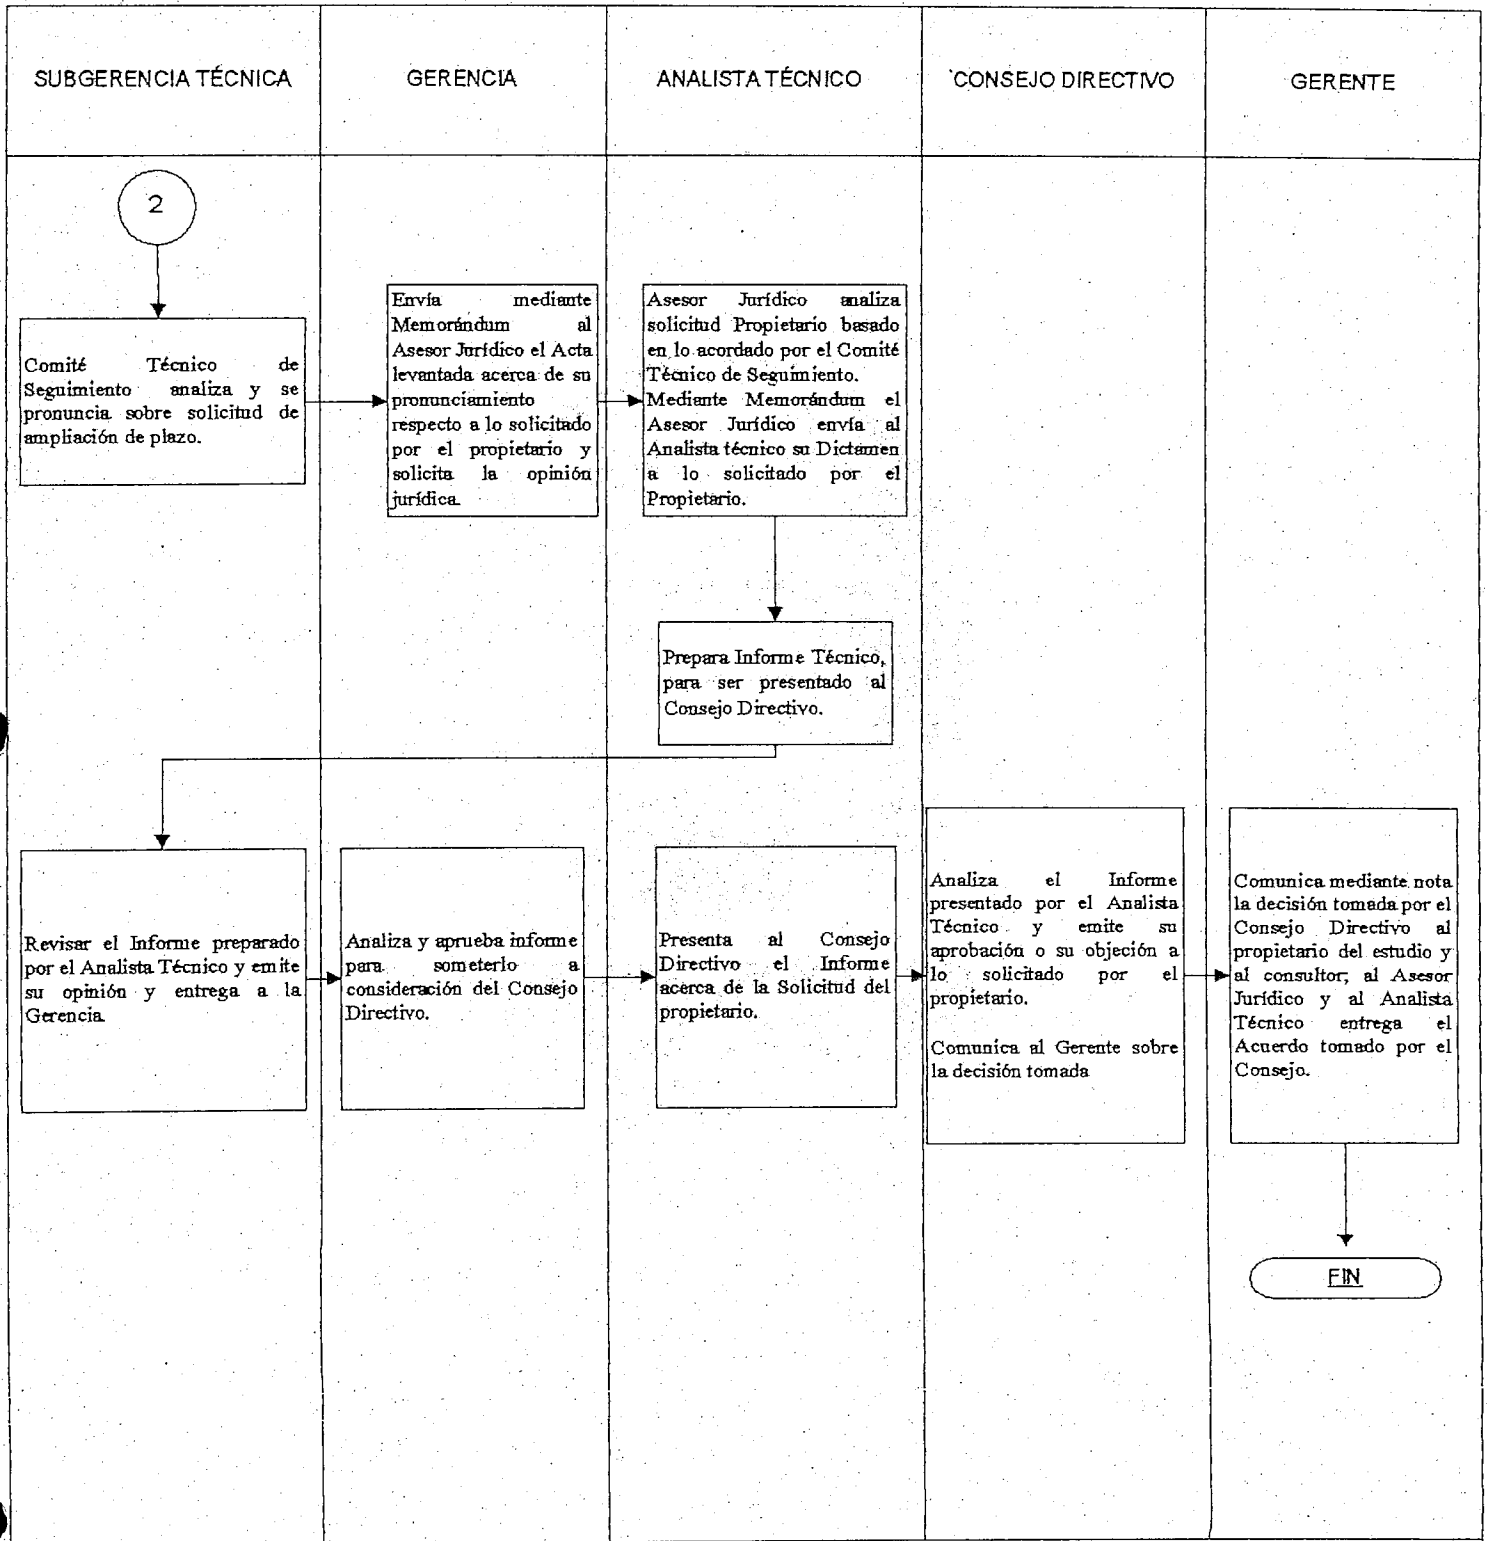 SUBGERENCIA TÉCNICA
GERENCIA
ANALISTA TÉCNICO
CONSEJO DIRECTIVO
GERENTE
2
Comité Técnico de
Seguimiento analiza y se
pronuncia sobre solicitud de
ampliación de plazo.
Envía mediante
Memorándum al
Asesor Jurídico el Acta
levantada acerca de su
pronunciamiento
respecto a lo solicitado
por el propietario y
solicita la opinión
jurídica.
Asesor Jurídico analiza
solicitud Propietario basado
en lo acordado por el Comité
Técnico de Seguimiento.
Mediante Memorándum el
Asesor Jurídico envía al
Analista técnico su Dictamen
a lo solicitado por el
Propietario.
Prepara Informe Técnico,
para ser presentado al
Consejo Directivo.
Revisar el Informe preparado
por el Analista Técnico y emite
su opinión y entrega a la
Gerencia.
Analiza y aprueba informe
para someterlo a
consideración del Consejo
Directivo.
Presenta al Consejo
Directivo el Informe
acerca de la Solicitud del
propietario.
Analiza el Informe
presentado por el Analista
Técnico y emite su
aprobación o su objeción a
lo solicitado por el
propietario.
Comunica al Gerente sobre
la decisión tomada
Comunica mediante nota
la decisión tomada por el
Consejo Directivo al
propietario del estudio y
al consultor; al Asesor
Jurídico y al Analista
Técnico entrega el
Acuerdo tomado por el
Consejo.
FIN